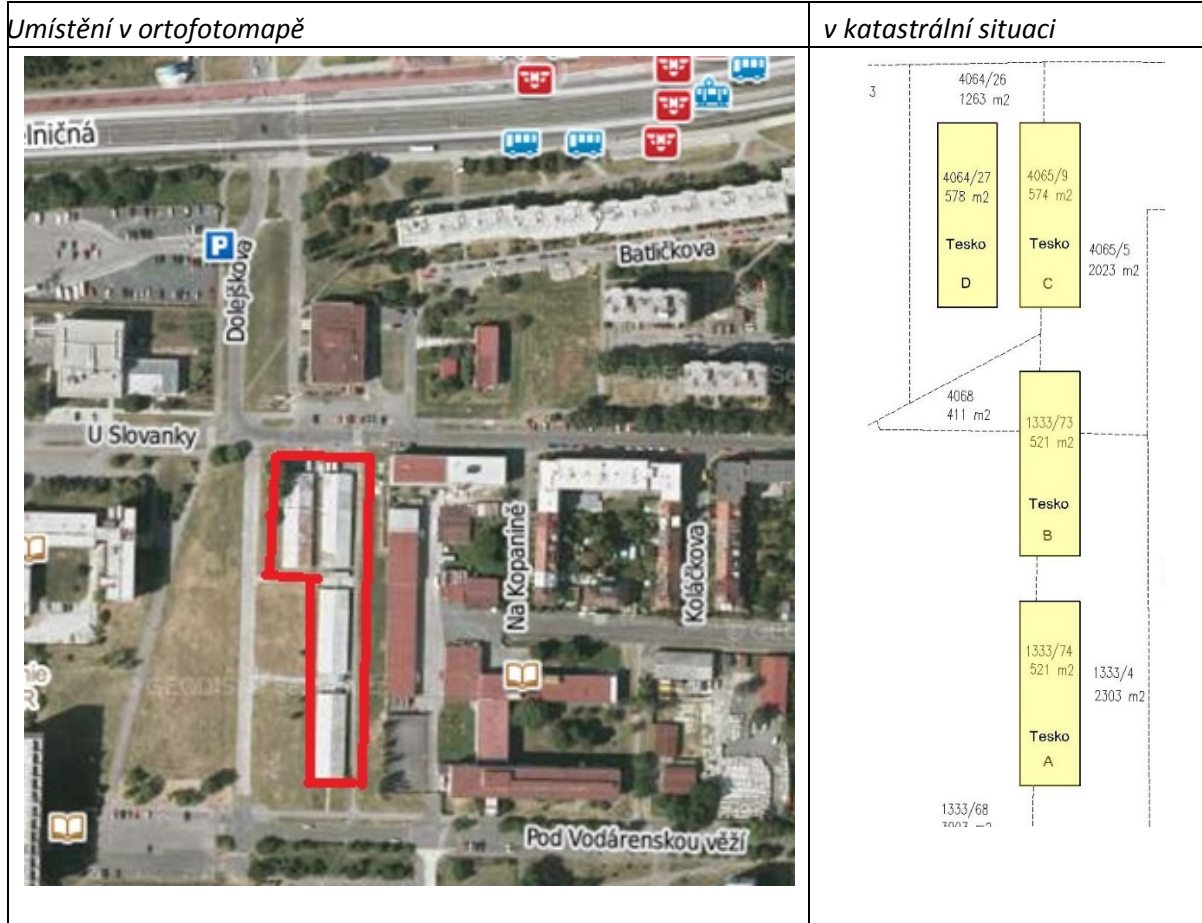 Umístění v ortofotomapě
elničná
Dolejškova
Batličkova
U Slovanky
Na Kopanině
Koláčkova
GEODIS
Pod Vodárenskou věží
v katastrální situaci
3
4064/26
1263 m2
4064/27
578 m2
Tesko
D
4065/9
574 m2
Tesko
C
4065/5
2023 m2
4068
411 m2
1333/73
521 m2
Tesko
B
1333/74
521 m2
Tesko
A
1333/4
2303 m2
1333/68